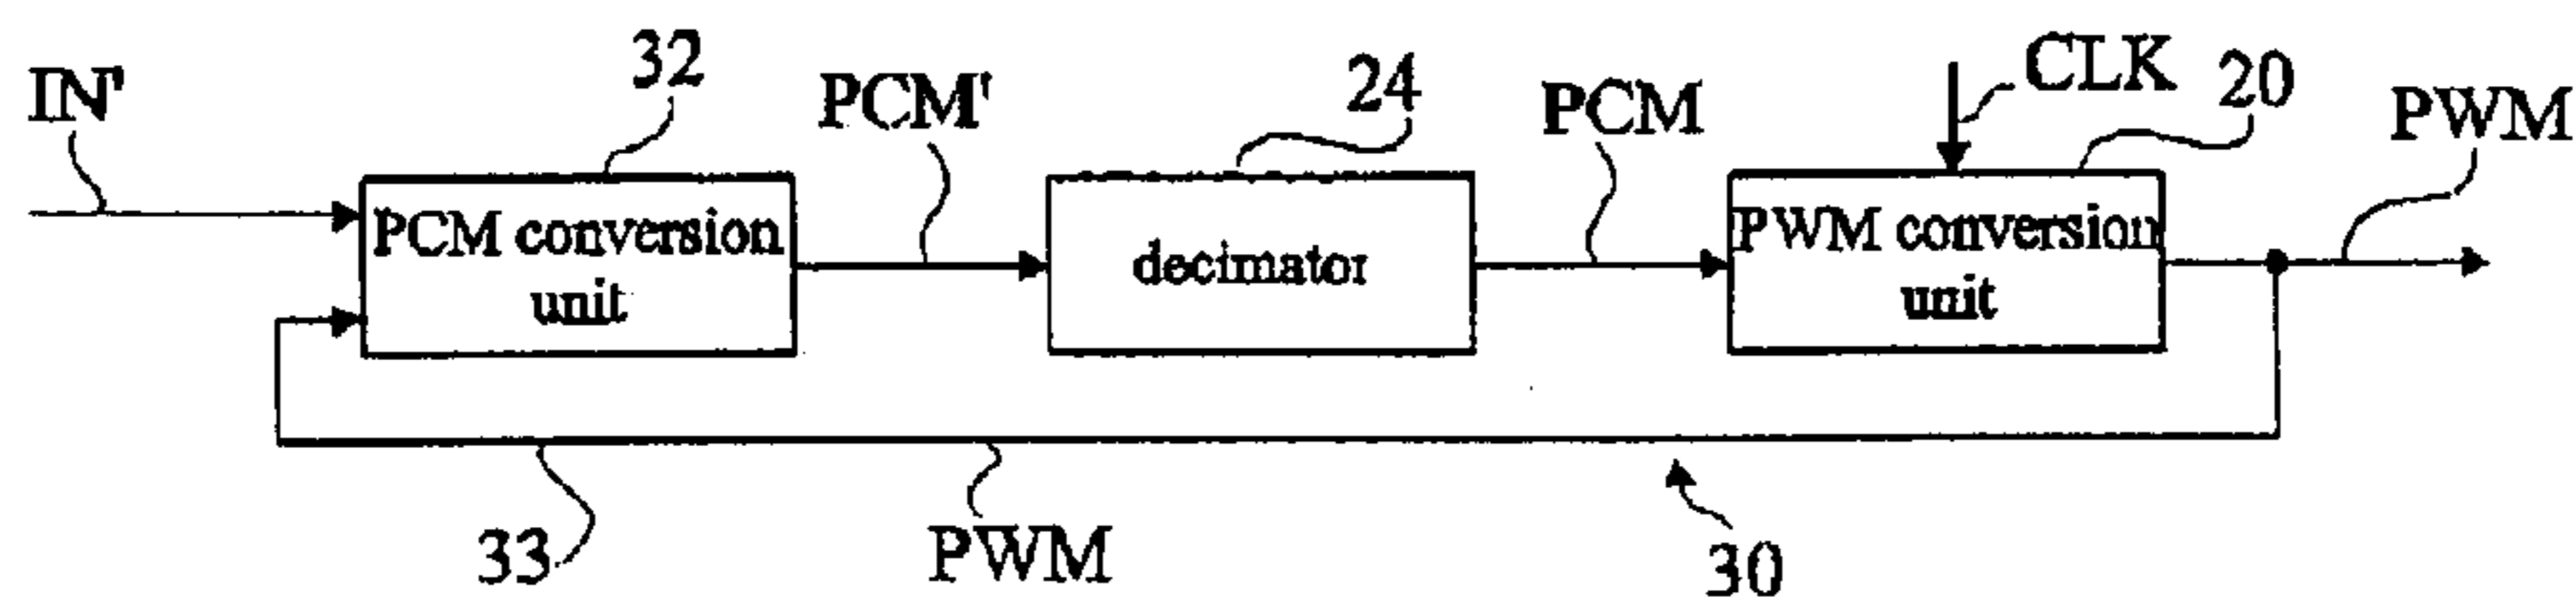 IN'
32
PCM'
24
PCM
CLK
20
PWM
PCM conversion
unit
decimator
PWM conversion
unit
33
PWM
30